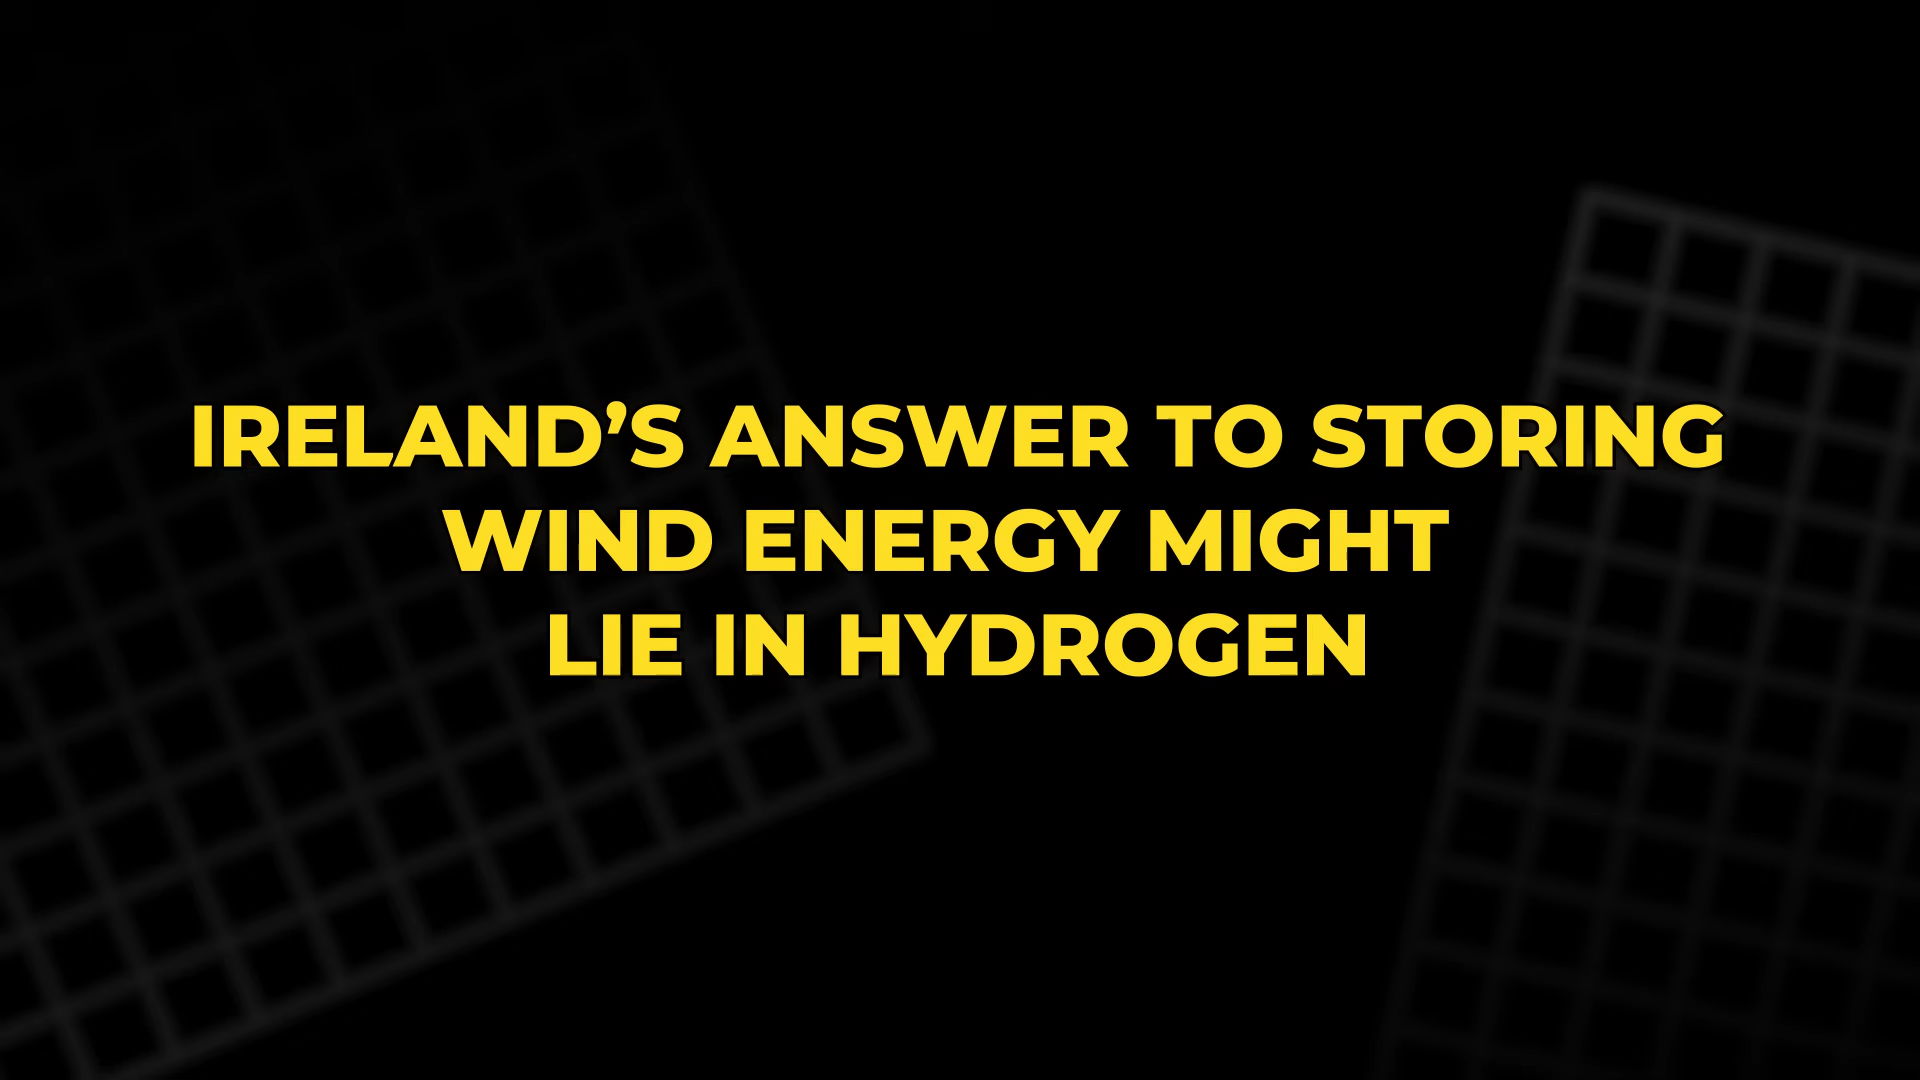 IRELAND’S ANSWER TO STORING
WIND ENERGY MIGHT
LIE IN HYDROGEN